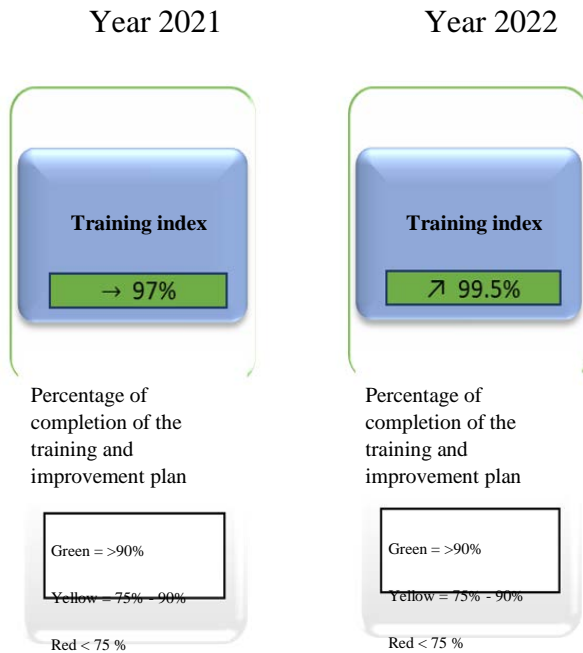 Year 2021
Training index
→ 97%
Percentage of
completion of the
training and
improvement plan
Green = >90%
Yellow = 75% - 90%
Red < 75 %
Year 2022
Training index
↗ 99.5%
Percentage of
completion of the
training and
improvement plan
Green = >90%
Yellow = 75% - 90%
Red < 75 %